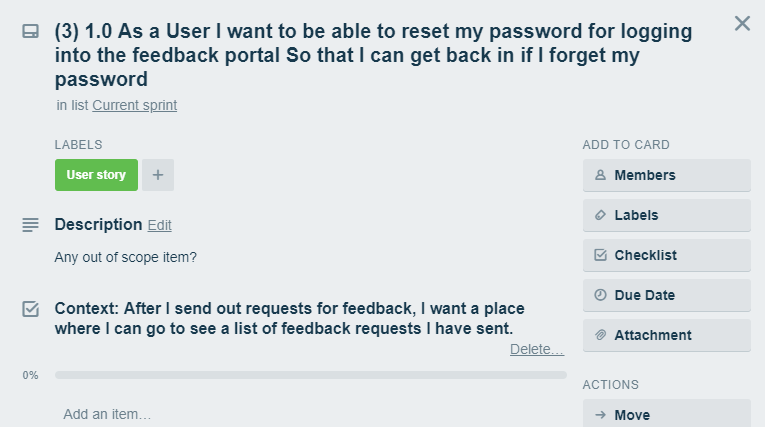 (3) 1.0 As a User I want to be able to reset my password for logging
into the feedback portal So that I can get back in if I forget my
password
in list Current sprint
LABELS
User story
+
Description Edit
Any out of scope item?
Context: After I send out requests for feedback, I want a place
where I can go to see a list of feedback requests I have sent.
Delete…
0%
Add an item…
ADD TO CARD
Members
Labels
Checklist
Due Date
Attachment
ACTIONS
Move